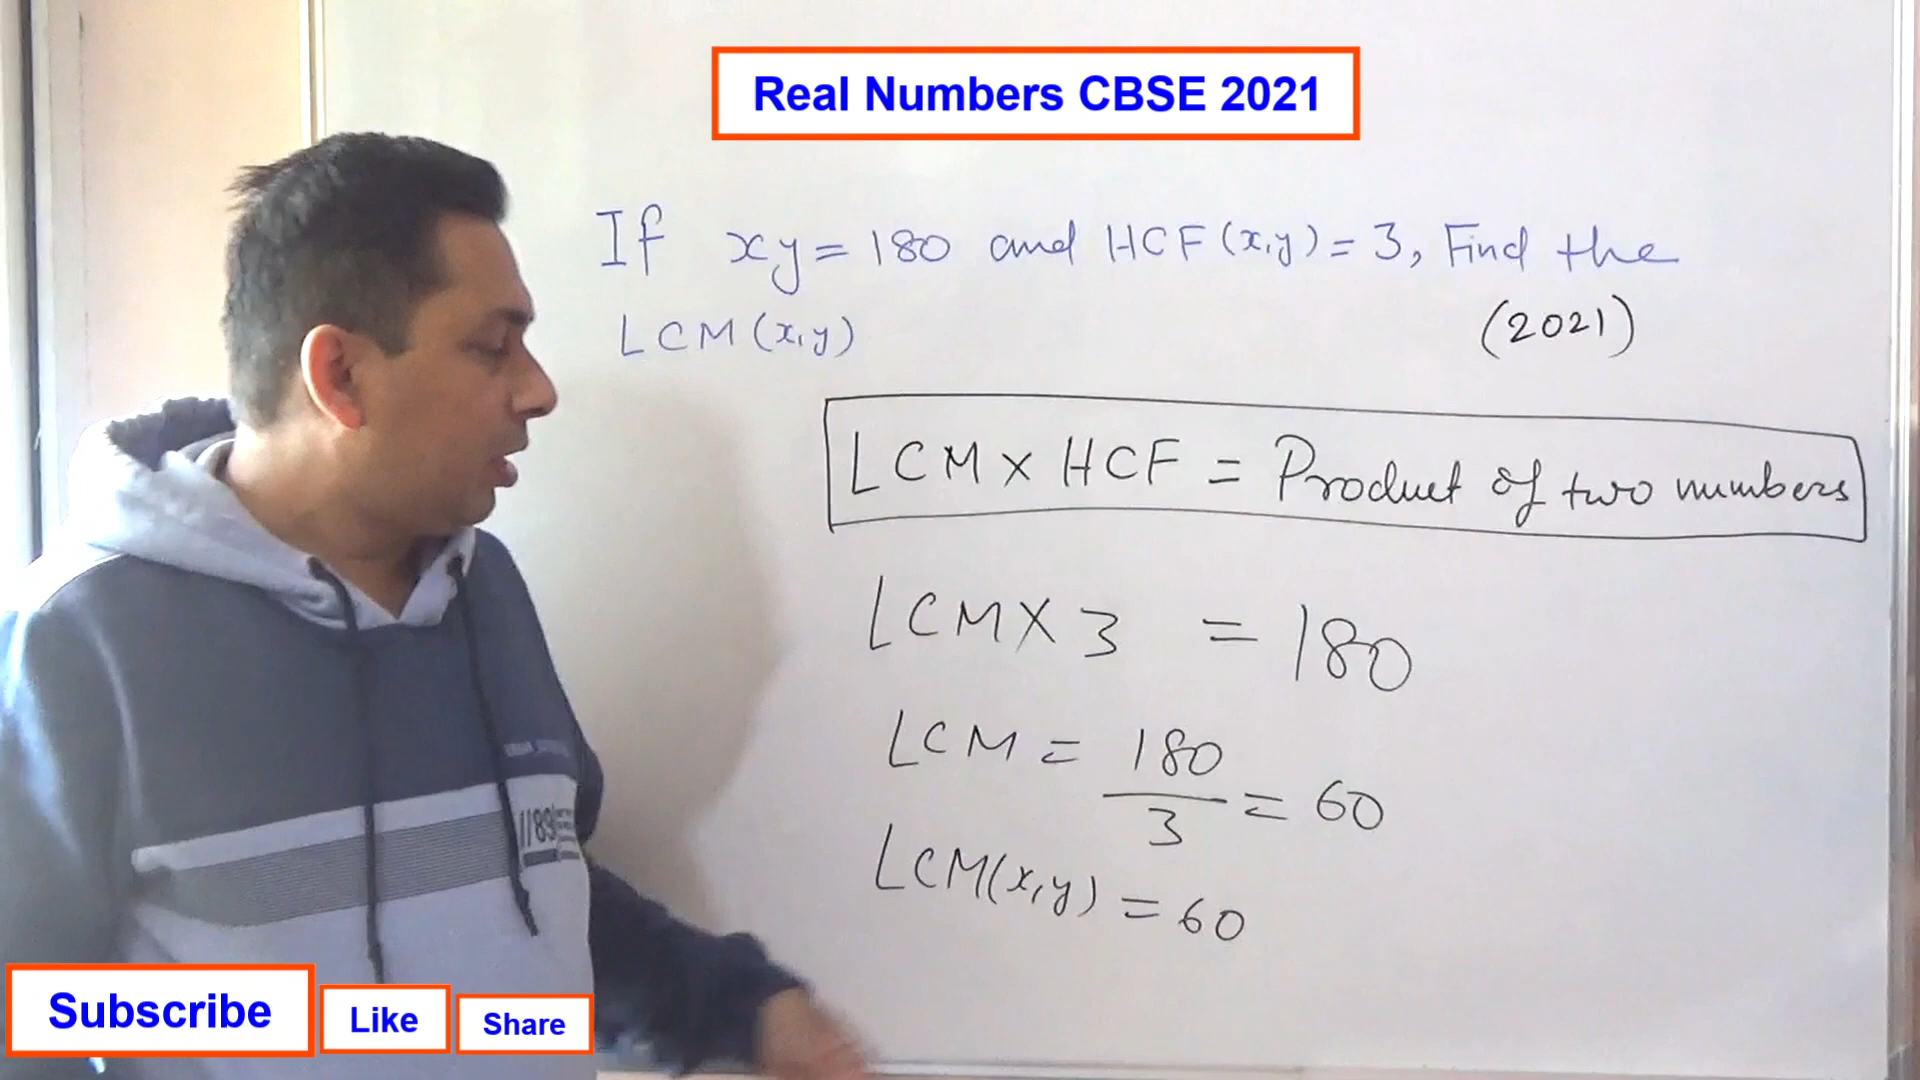 Real Numbers CBSE 2021
If xy = 180 and HCF(x,y) = 3, Find the
LCM(x,y)
(2021)
LCM × HCF = Product of two numbers
LCM × 3 = 180
LCM = 180/3 = 60
LCM(x,y) = 60
//89
Subscribe
Like
Share